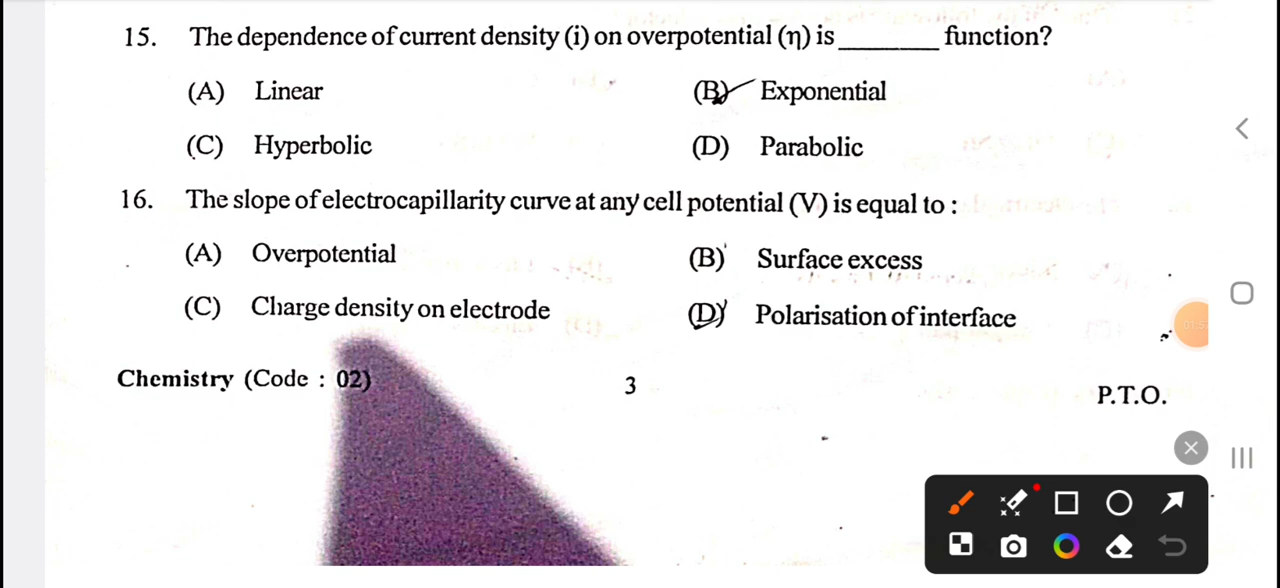 15. The dependence of current density (i) on overpotential (η) is ________ function?
(A) Linear (B) Exponential
(C) Hyperbolic (D) Parabolic
16. The slope of electrocapillarity curve at any cell potential (V) is equal to :
(A) Overpotential (B) Surface excess
(C) Charge density on electrode (D) Polarisation of interface
Chemistry (Code : 02) 3 P.T.O.